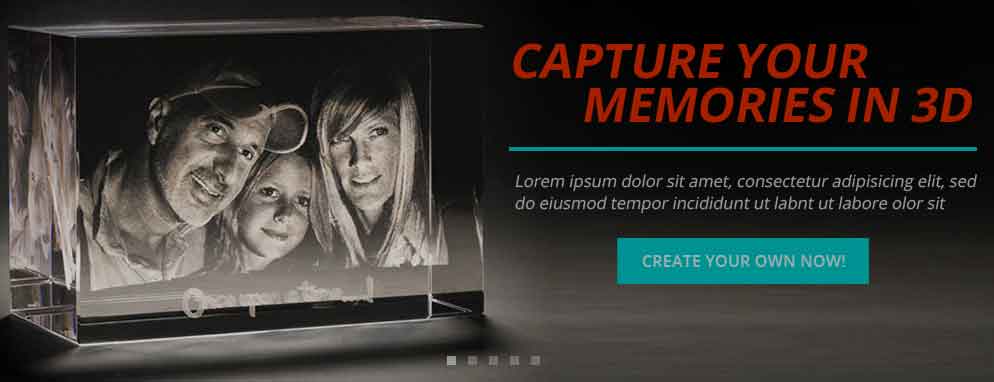 CAPTURE YOUR
MEMORIES IN 3D
Lorem ipsum dolor sit amet, consectetur adipisicing elit, sed
do eiusmod tempor incididunt ut labnt ut labore olor sit
CREATE YOUR OWN NOW!